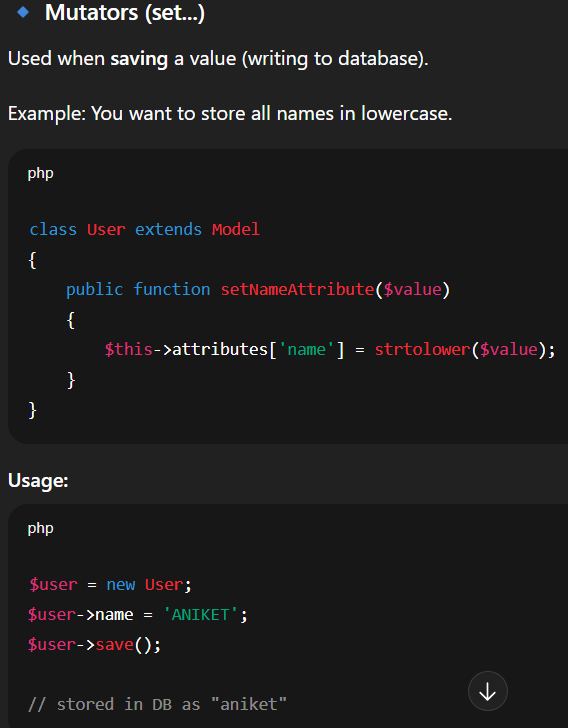 Mutators (set...)
Used when saving a value (writing to database).
Example: You want to store all names in lowercase.
php
class User extends Model
{
    public function setNameAttribute($value)
    {
        $this->attributes['name'] = strtolower($value);
    }
}
Usage:
php
$user = new User;
$user->name = 'ANIKET';
$user->save();
// stored in DB as "aniket"